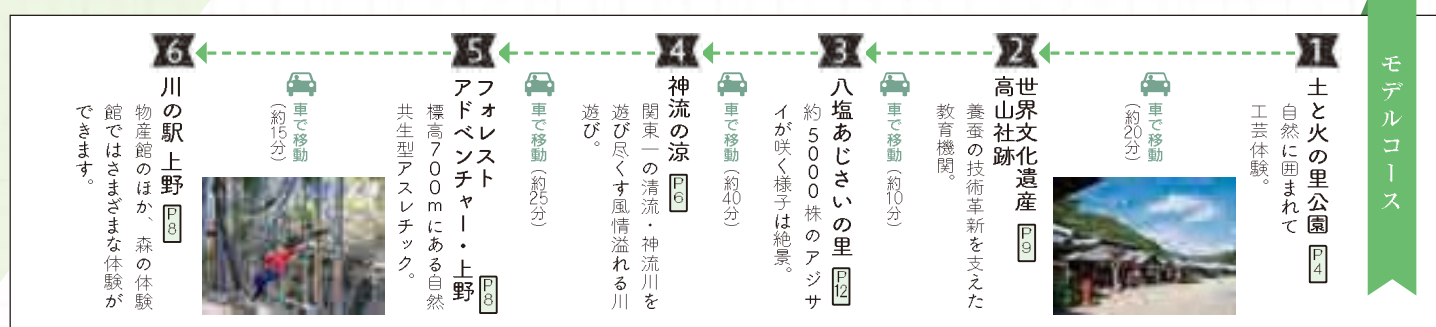 モデルコース
1
土と火の里公園 P4
自然に囲まれて
工芸体験。
車で移動
(約20分)
2
世界文化遺産
高山社跡 P9
養蚕の技術革新を支えた
教育機関。
車で移動(約10分)
3
八塩あじさいの里 P12
約5000株のアジサ
イが咲く様子は絶景。
車で移動(約40分)
4
神流の涼 P6
関東一の清流・神流川を
遊び尽くす風情溢れる川
遊び。
車で移動(約25分)
5
フォレスト
アドベンチャー・上野 P8
標高700mにある自然
共生型アスレチック。
車で移動
(約15分)
6
川の駅 上野 P8
物産館のほか、森の体験
館ではさまざまな体験が
できます。